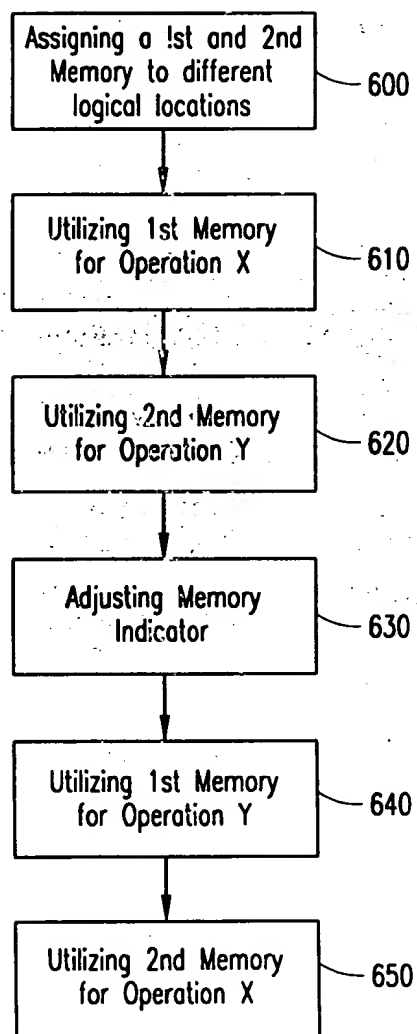 Assigning a !st and 2nd
Memory to different
logical locations
600
Utilizing 1st Memory
for Operation X
610
Utilizing 2nd Memory
for Operation Y
620
Adjusting Memory
Indicator
630
Utilizing 1st Memory
for Operation Y
640
Utilizing 2nd Memory
for Operation X
650